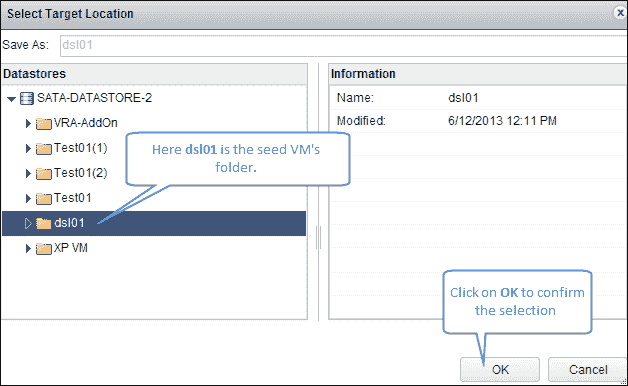 Select Target Location
Save As: dsl01
Datastores
SATA-DATASTORE-2
VRA-AddOn
Test01(1)
Test01(2)
Test01
dsl01
XP VM
Here dsl01 is the seed VM's
folder.
Information
Name: dsl01
Modified: 6/12/2013 12:11 PM
Click on OK to confirm
the selection
OK
Cancel